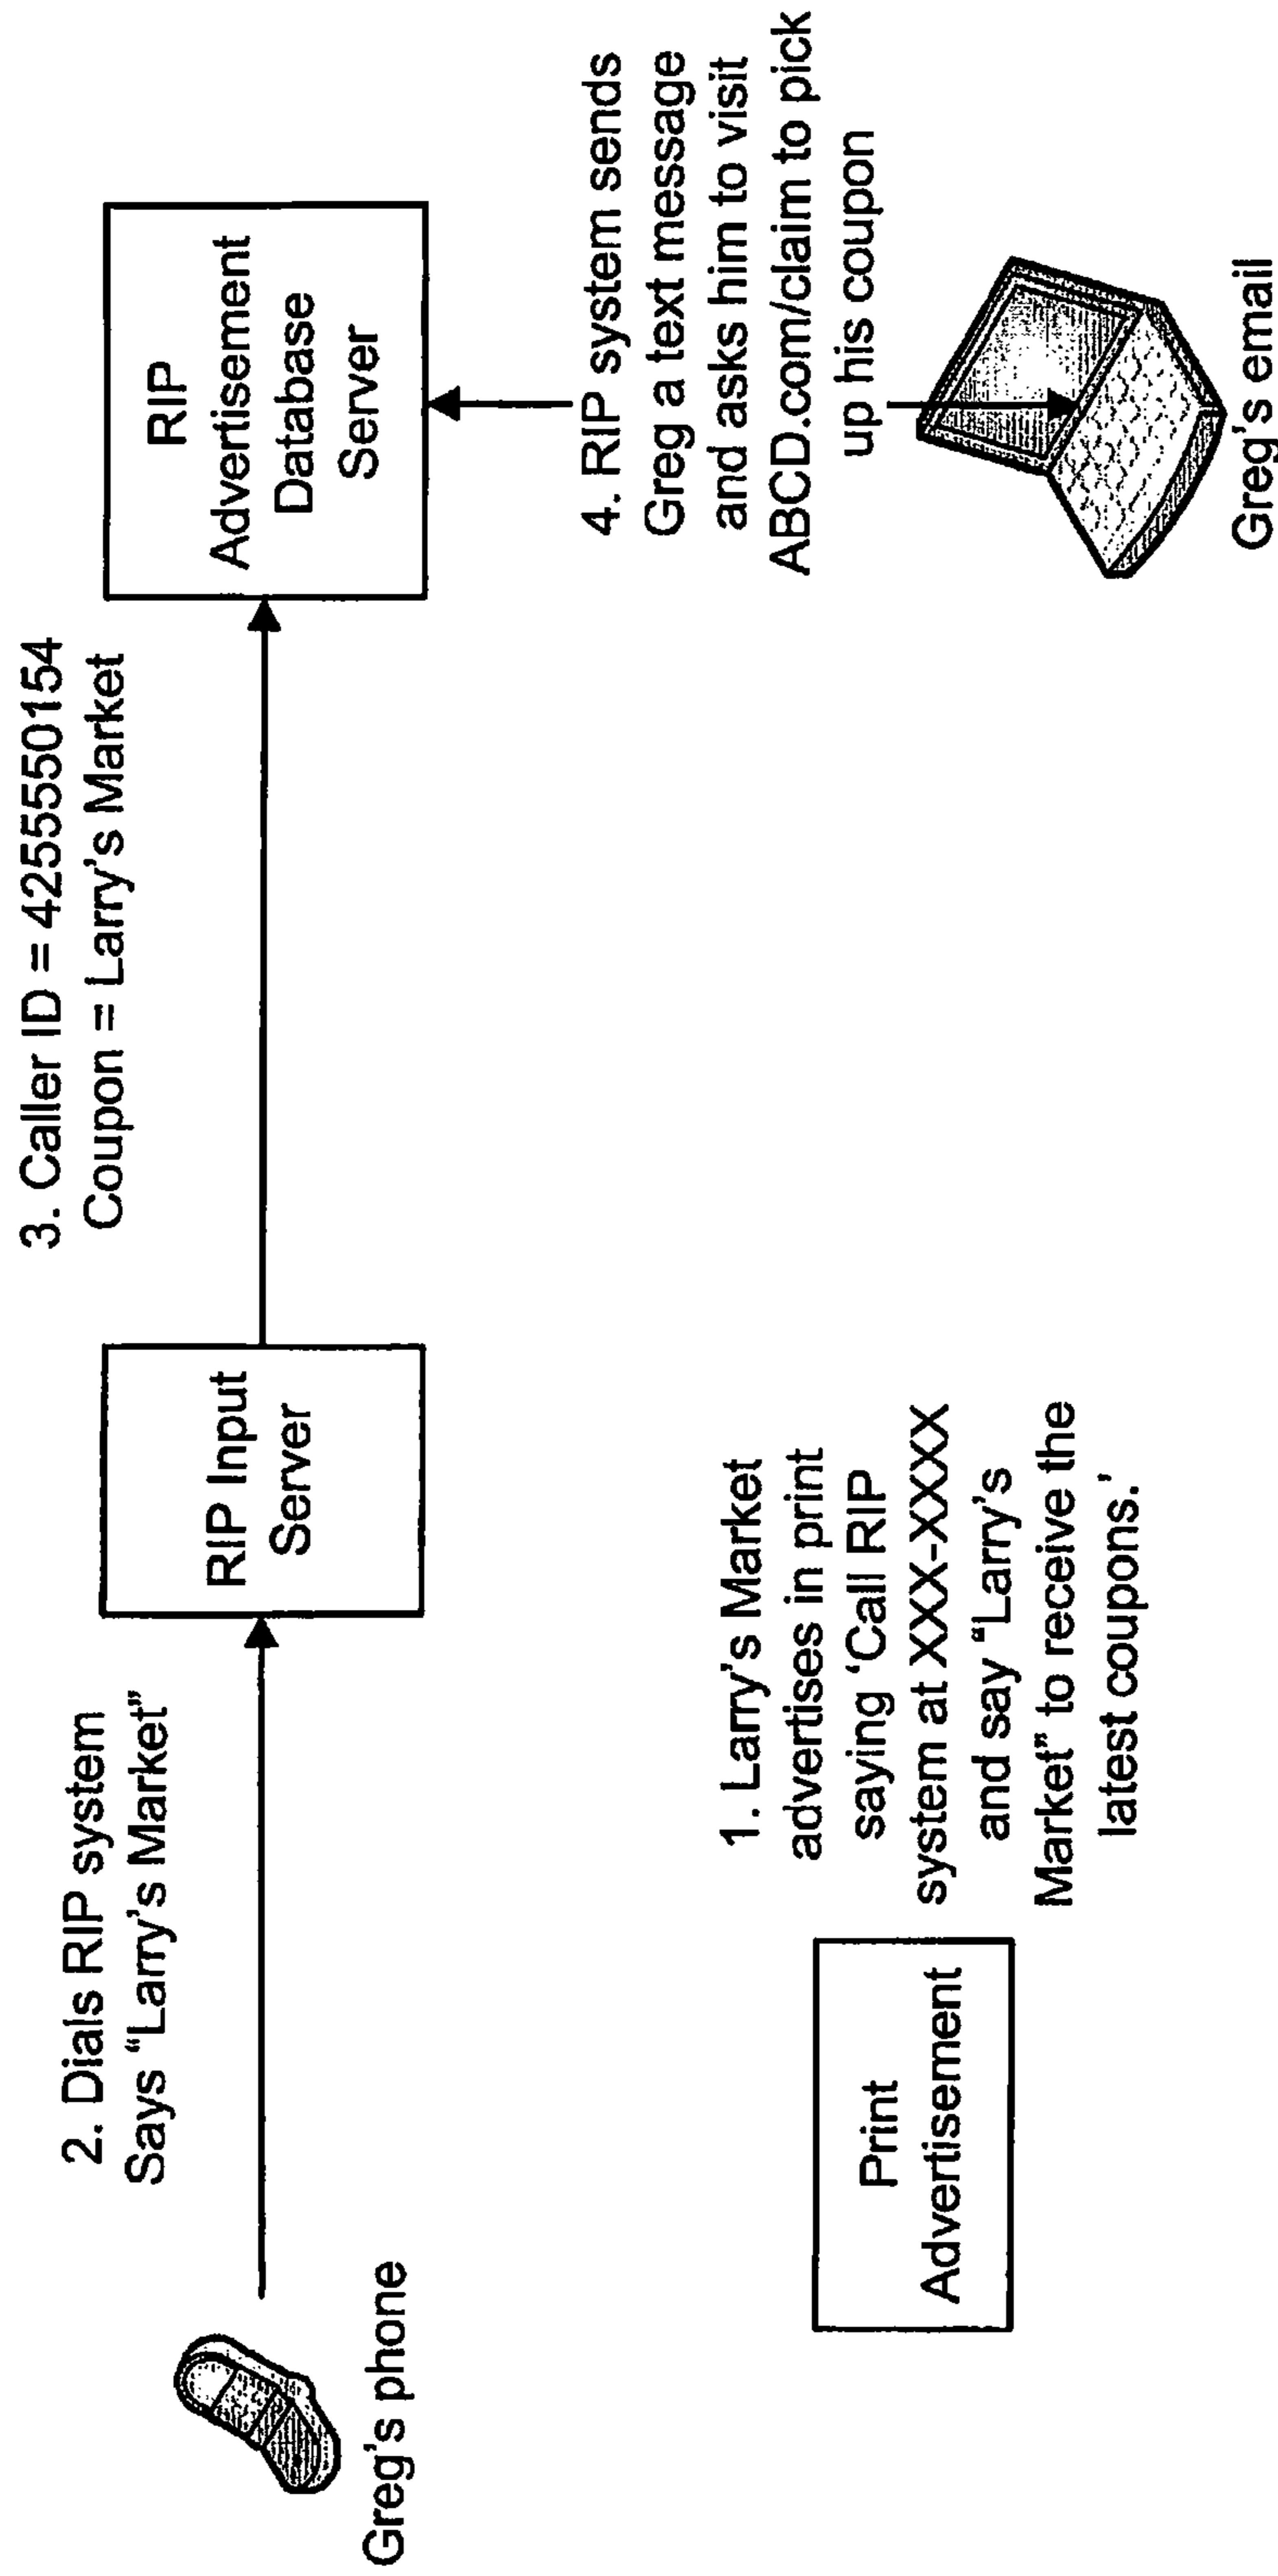 2. Dials RIP system
Says “Larry’s Market”
3. Caller ID = 4255550154
Coupon = Larry’s Market
Greg’s phone
RIP Input
Server
RIP
Advertisement
Database
Server
Print
Advertisement
1. Larry’s Market
advertises in print
saying ‘Call RIP
system at XXX-XXXX
and say “Larry’s
Market” to receive the
latest coupons.’
4. RIP system sends
Greg a text message
and asks him to visit
ABCD.com/claim to pick
up his coupon
Greg’s email